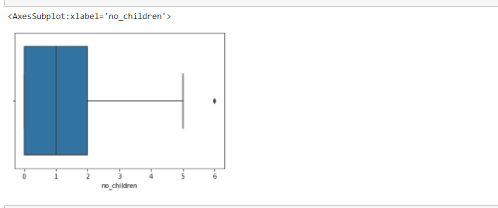 <AxesSubplot:xlabel='no_children'>
0 1 2 3 4 5 6
no_children